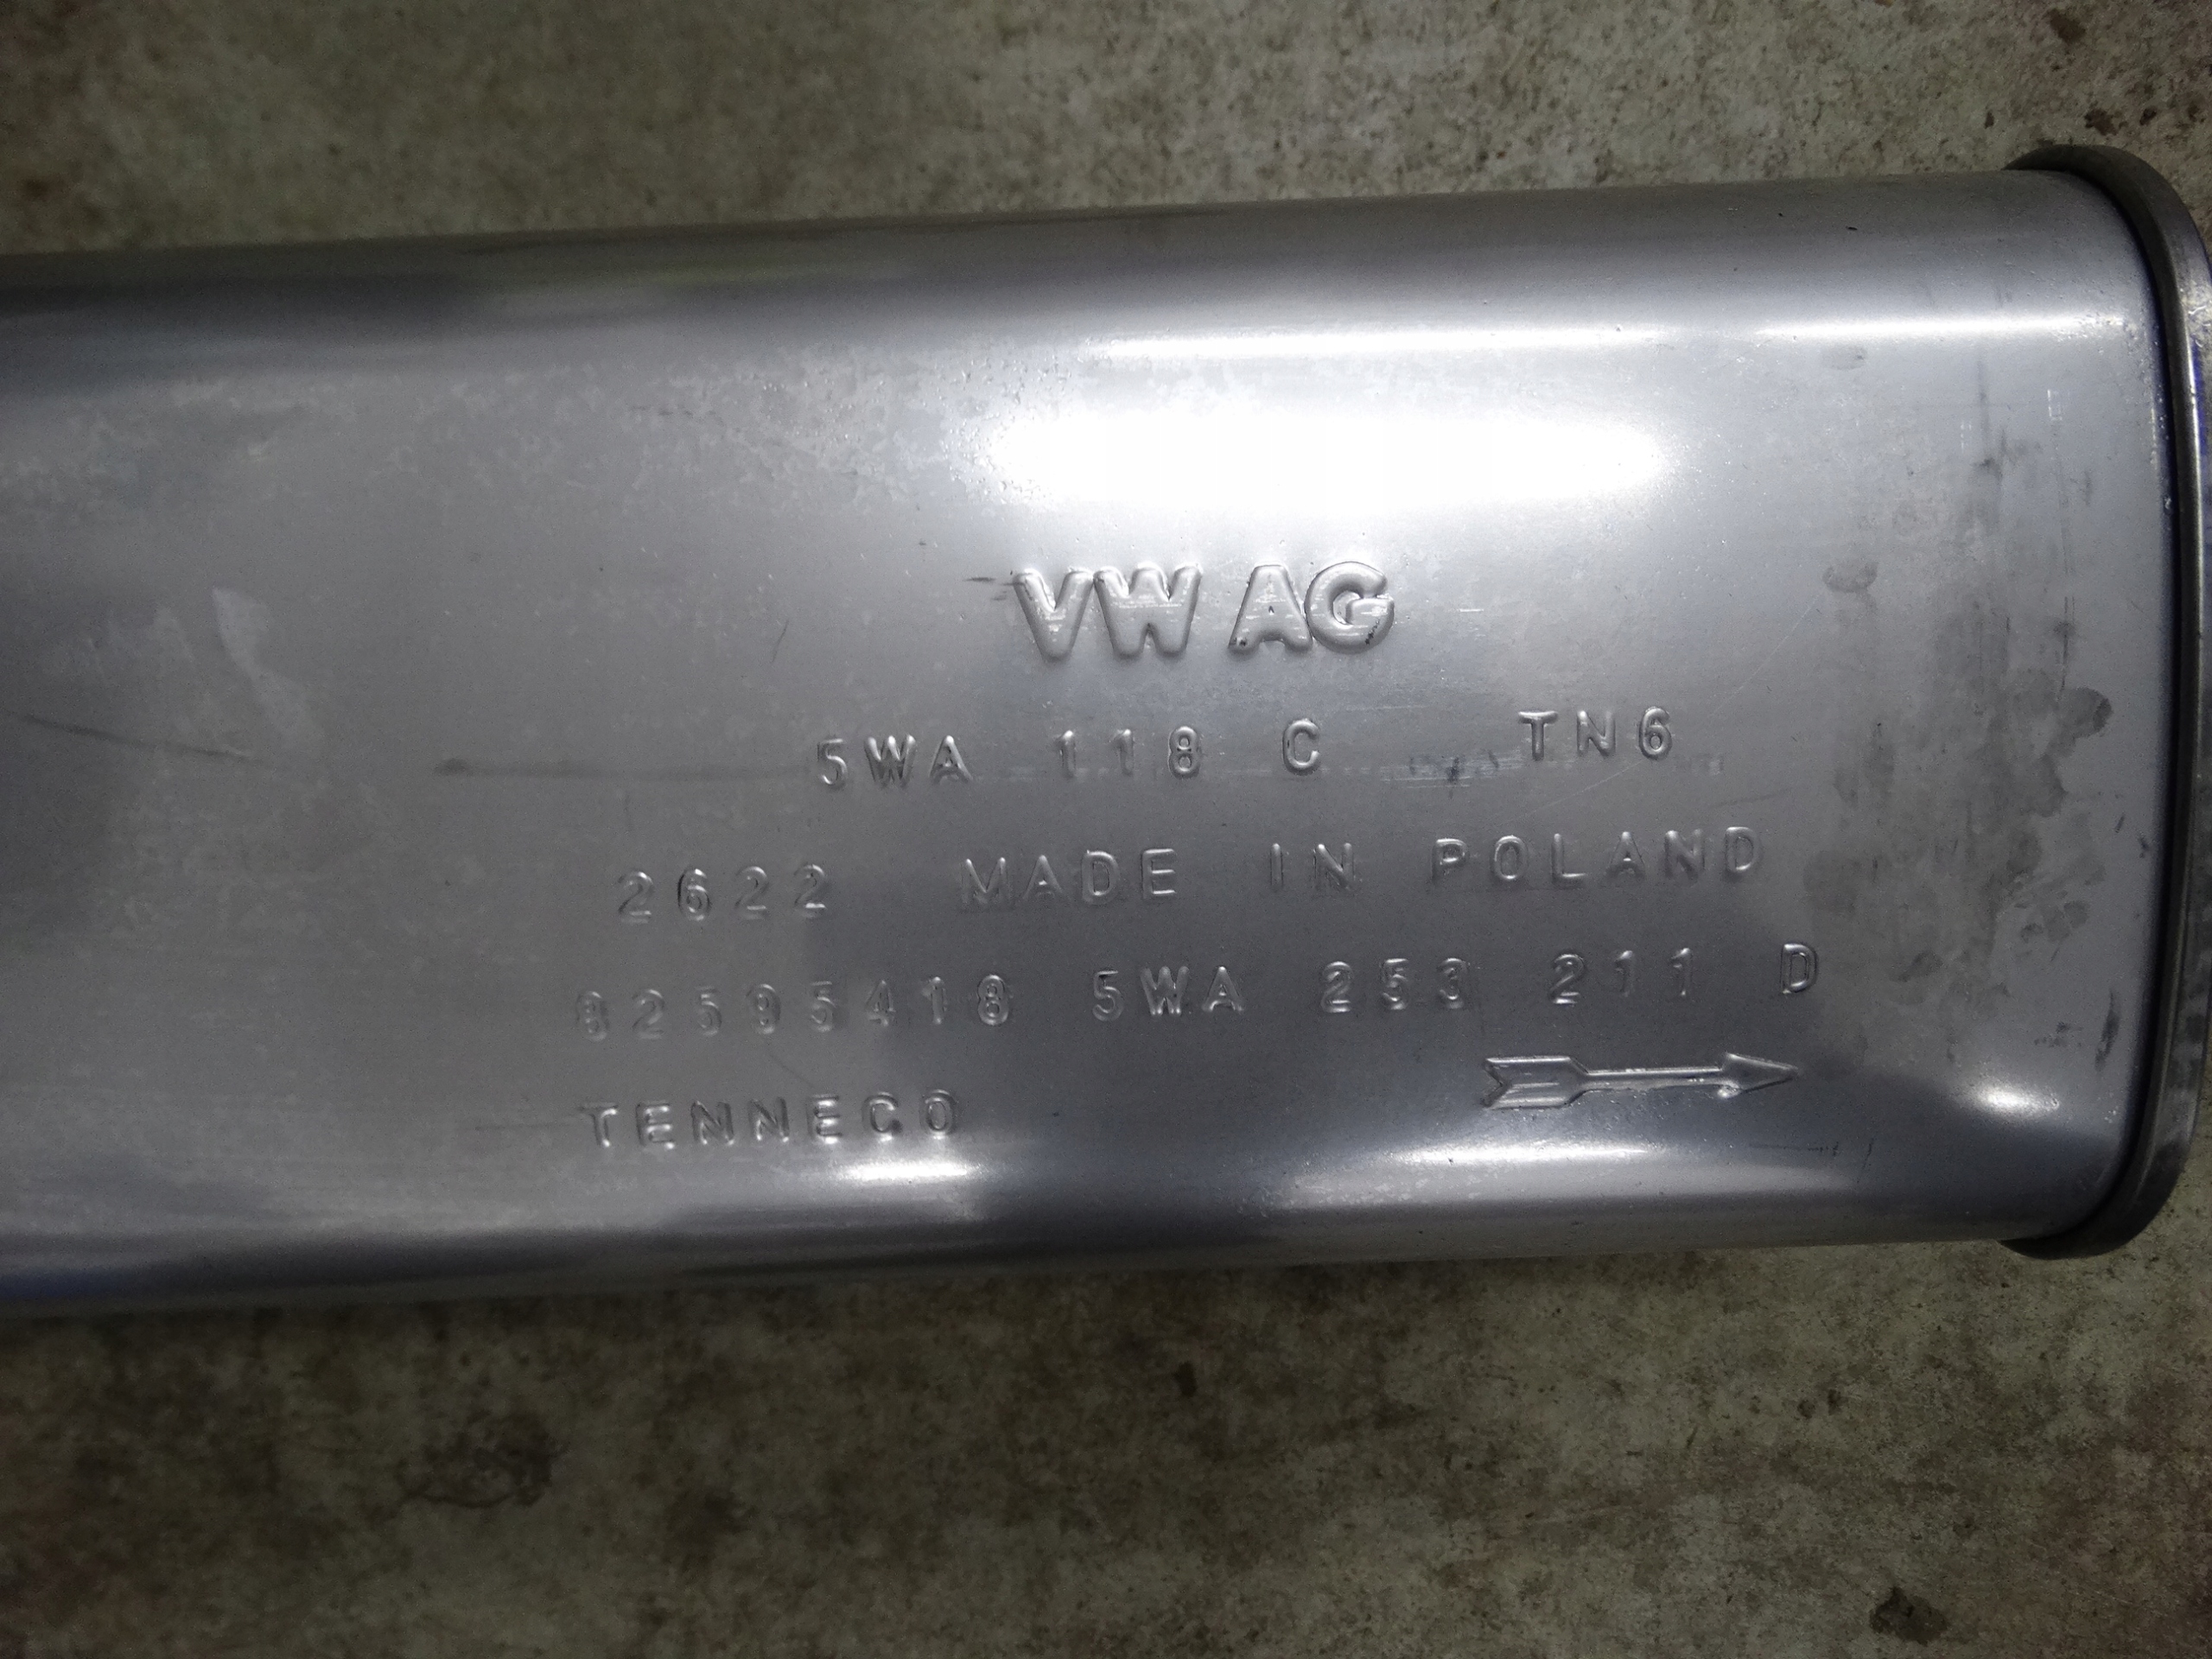 VW AG
5WA 118 C TN6
2622 MADE IN POLAND
82595418 5WA 253 211 D
TENNECO